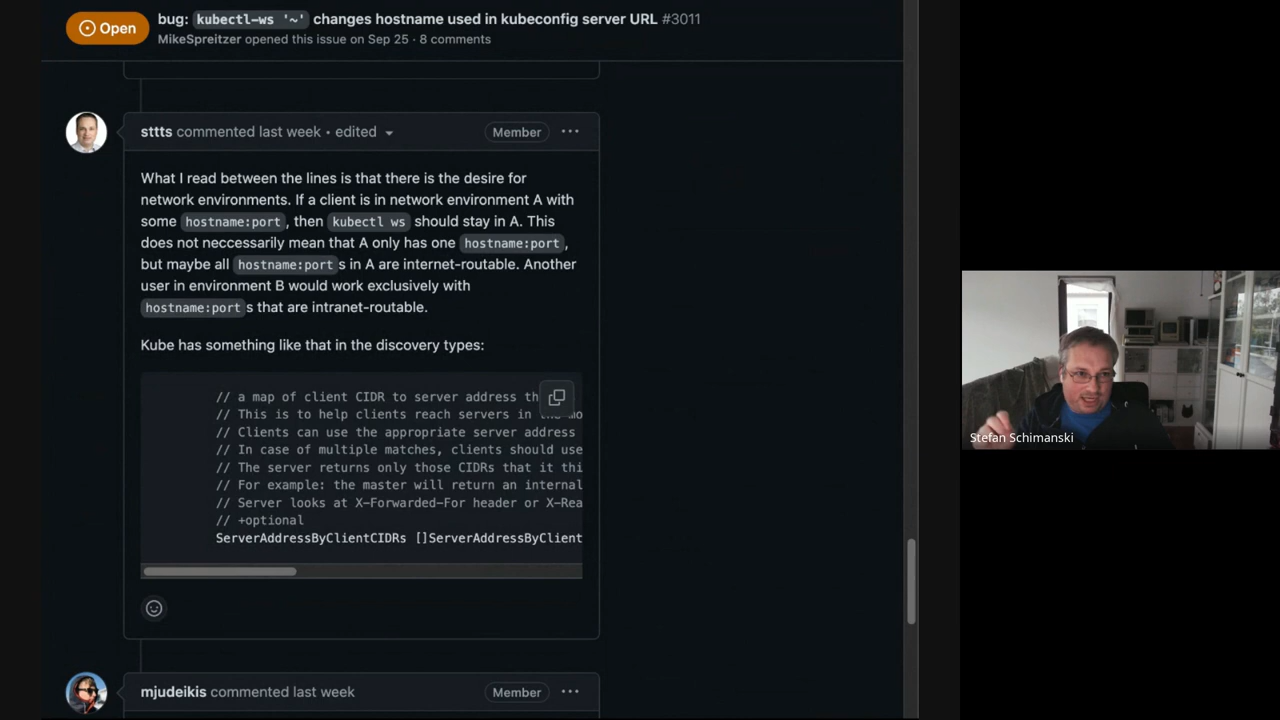 Open
bug: kubectl-ws '~' changes hostname used in kubeconfig server URL #3011
MikeSpreitzer opened this issue on Sep 25 · 8 comments
sttts commented last week • edited
Member
What I read between the lines is that there is the desire for
network environments. If a client is in network environment A with
some hostname:port, then kubectl ws should stay in A. This
does not neccessarily mean that A only has one hostname:port,
but maybe all hostname:ports in A are internet-routable. Another
user in environment B would work exclusively with
hostname:ports that are intranet-routable.
Kube has something like that in the discovery types:
// a map of client CIDR to server address th
// This is to help clients reach servers in the mo
// Clients can use the appropriate server address
// In case of multiple matches, clients should use
// The server returns only those CIDRs that it thi
// For example: the master will return an internal
// Server looks at X-Forwarded-For header or X-Rea
// +optional
ServerAddressByClientCIDRs []ServerAddressByClient
mjudeikis commented last week
Member
Stefan Schimanski